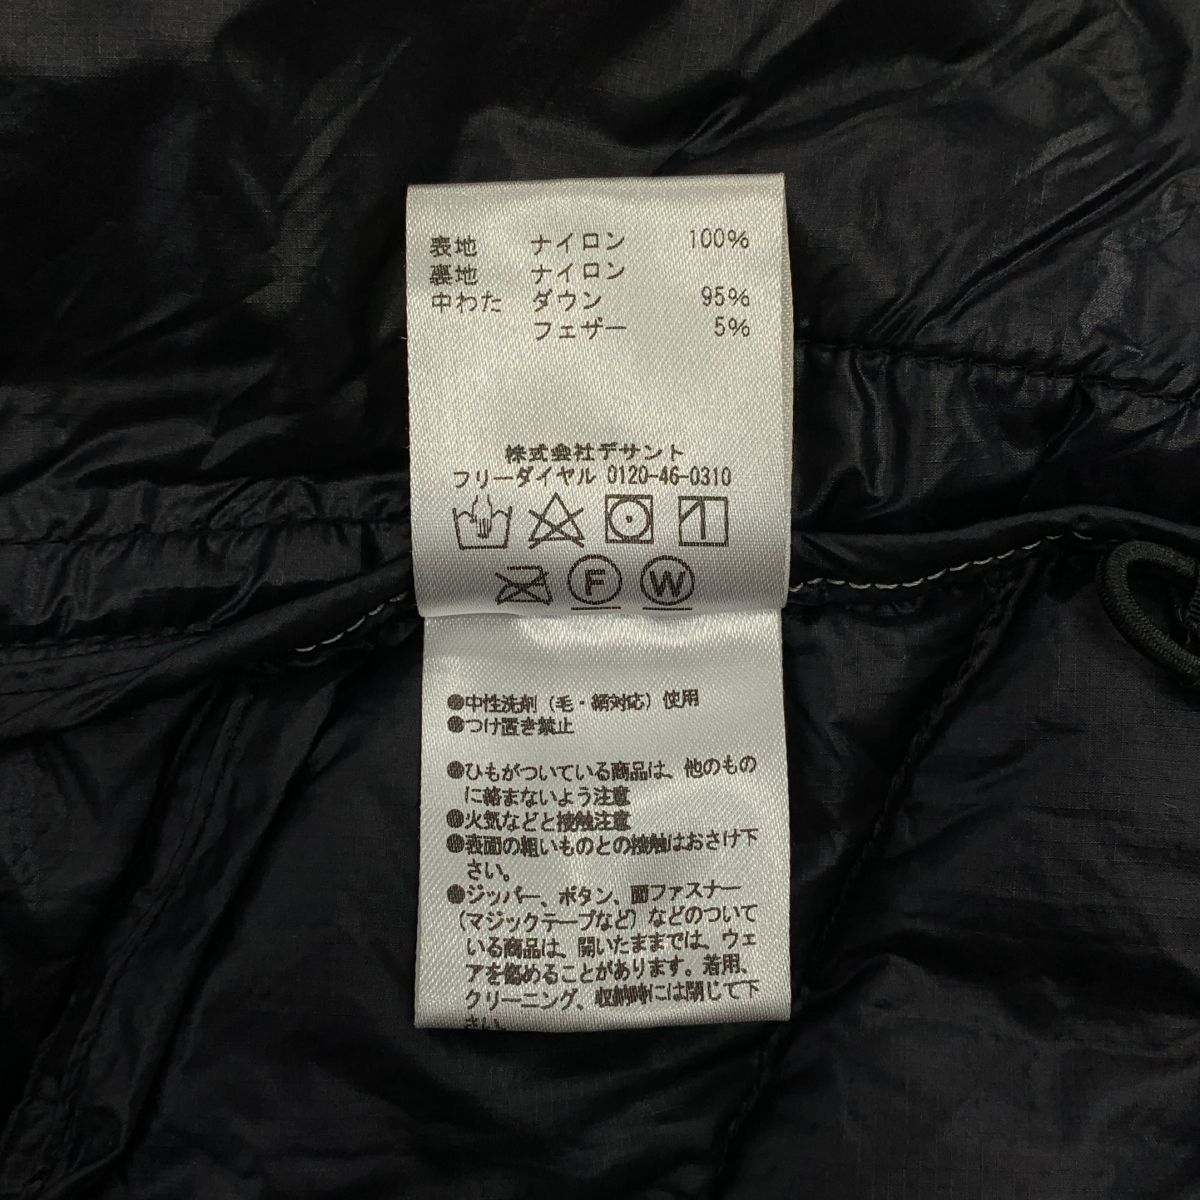 表地 ナイロン 100%
裏地 ナイロン
中わた ダウン 95%
フェザー 5%
株式会社デサント
フリーダイヤル 0120-46-0310
F W
●中性洗剤（毛・絹対応）使用
●つけ置き禁止
●ひもがついている商品は、他のもの
に絡まないよう注意
●火気などと接触注意
●表面の粗いものとの接触はおさけ下
さい。
●ジッパー、ボタン、面ファスナー
（マジックテープなど）などのついて
いる商品は、開いたままでは、ウェ
アを傷めることがあります。着用、
クリーニング、収納時には閉じて下
さい。